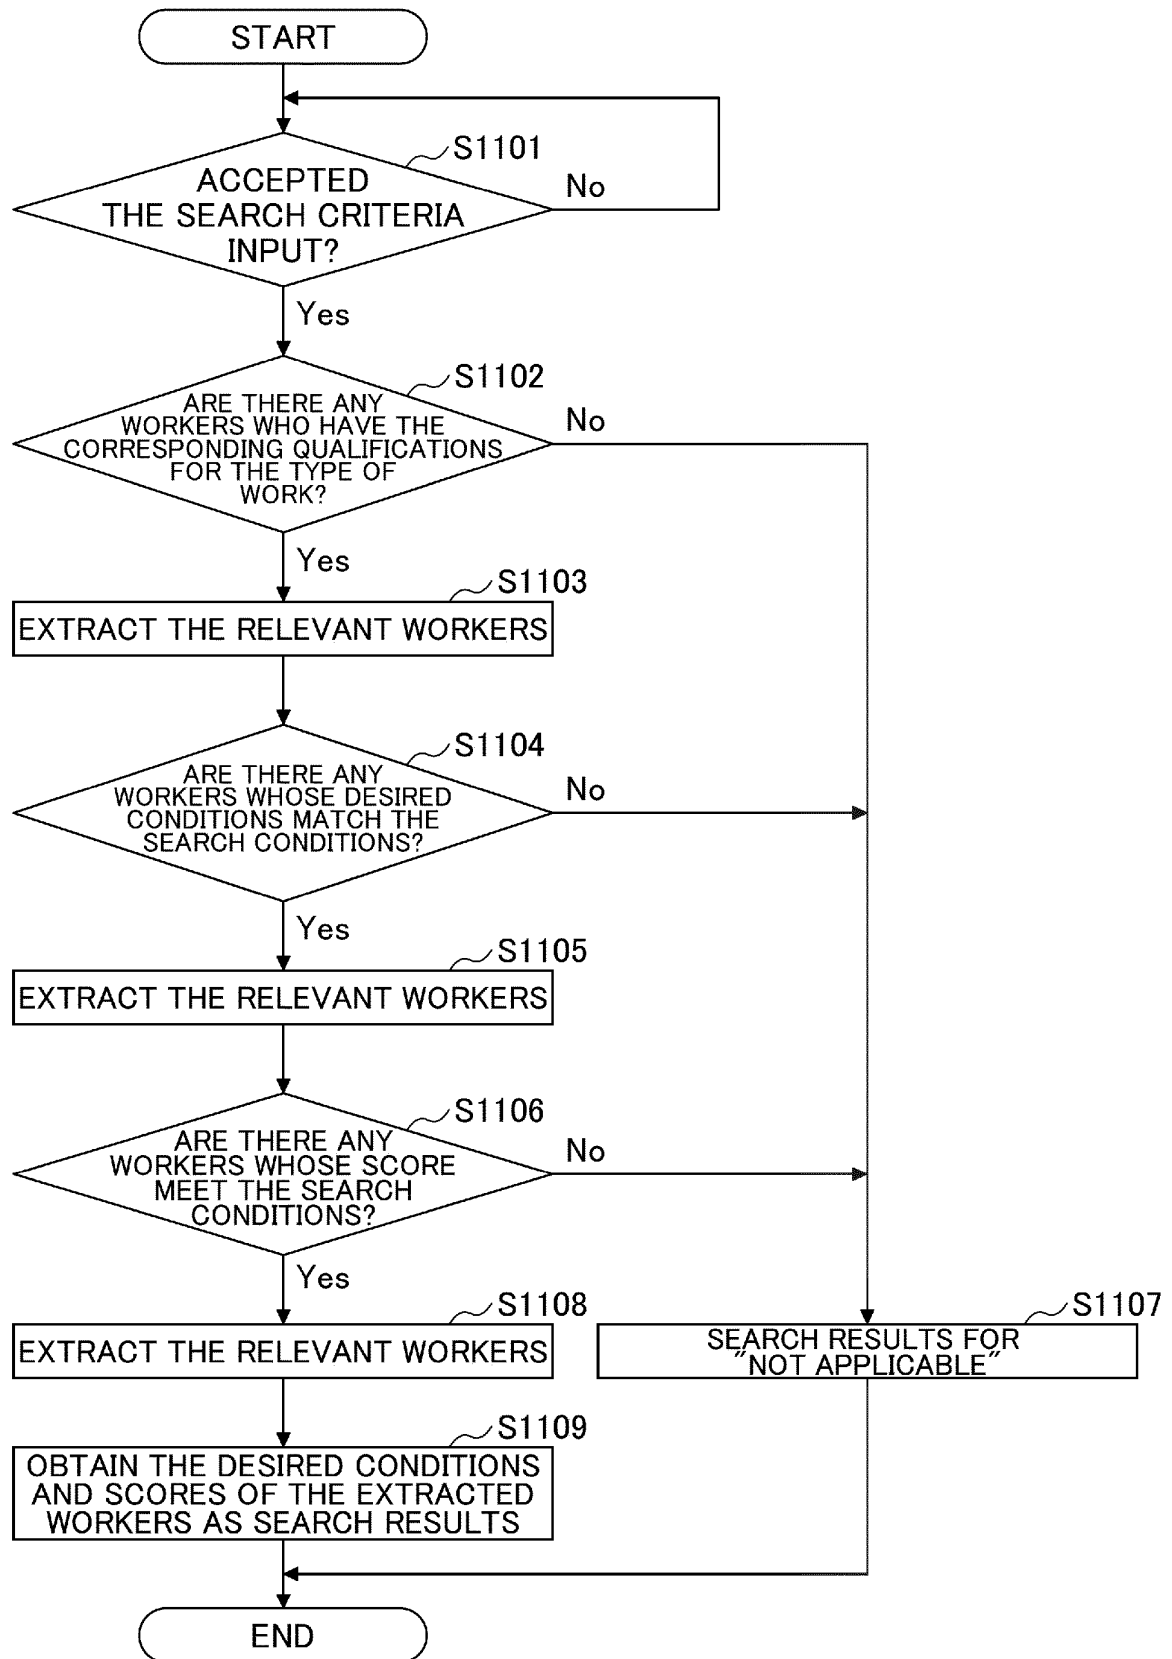 START
S1101
ACCEPTED
THE SEARCH CRITERIA
INPUT?
No
Yes
S1102
ARE THERE ANY
WORKERS WHO HAVE THE
CORRESPONDING QUALIFICATIONS
FOR THE TYPE OF
WORK?
No
Yes
S1103
EXTRACT THE RELEVANT WORKERS
S1104
ARE THERE ANY
WORKERS WHOSE DESIRED
CONDITIONS MATCH THE
SEARCH CONDITIONS?
No
Yes
S1105
EXTRACT THE RELEVANT WORKERS
S1106
ARE THERE ANY
WORKERS WHOSE SCORE
MEET THE SEARCH
CONDITIONS?
No
Yes
S1108
EXTRACT THE RELEVANT WORKERS
S1107
SEARCH RESULTS FOR
"NOT APPLICABLE"
S1109
OBTAIN THE DESIRED CONDITIONS
AND SCORES OF THE EXTRACTED
WORKERS AS SEARCH RESULTS
END